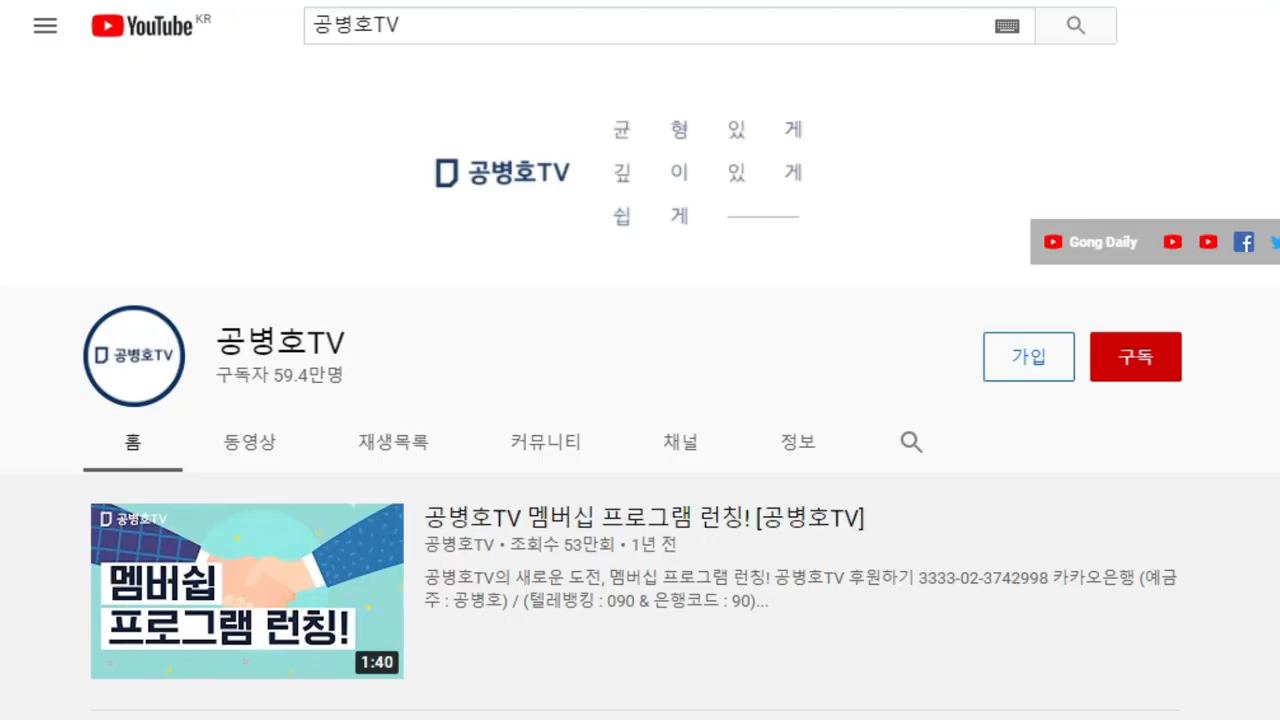 YouTube KR
공병호TV
균 형 있 게
공병호TV
깊 이 있 게
쉽 게
Gong Daily
공병호TV
공병호TV
구독자 59.4만명
가입
구독
홈
동영상
재생목록
커뮤니티
채널
정보
공병호TV
멤버쉽
프로그램 런칭!
1:40
공병호TV 멤버십 프로그램 런칭! [공병호TV]
공병호TV • 조회수 53만회 • 1년 전
공병호TV의 새로운 도전, 멤버십 프로그램 런칭! 공병호TV 후원하기 3333-02-3742998 카카오은행 (예금
주 : 공병호) / (텔레뱅킹 : 090 & 은행코드 : 90)...